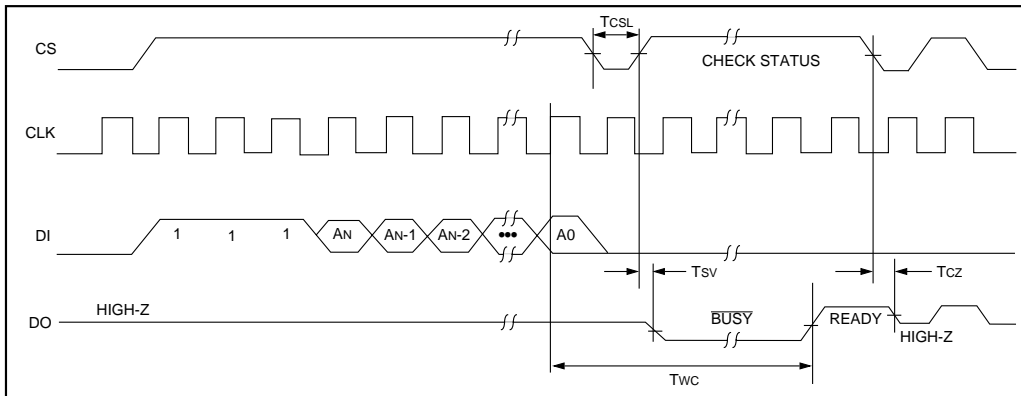 TCSL
CS
CHECK STATUS
CLK
DI
1 1 1 AN AN-1 AN-2 ••• A0
TSV
TCZ
DO
HIGH-Z
BUSY
READY
HIGH-Z
TWC